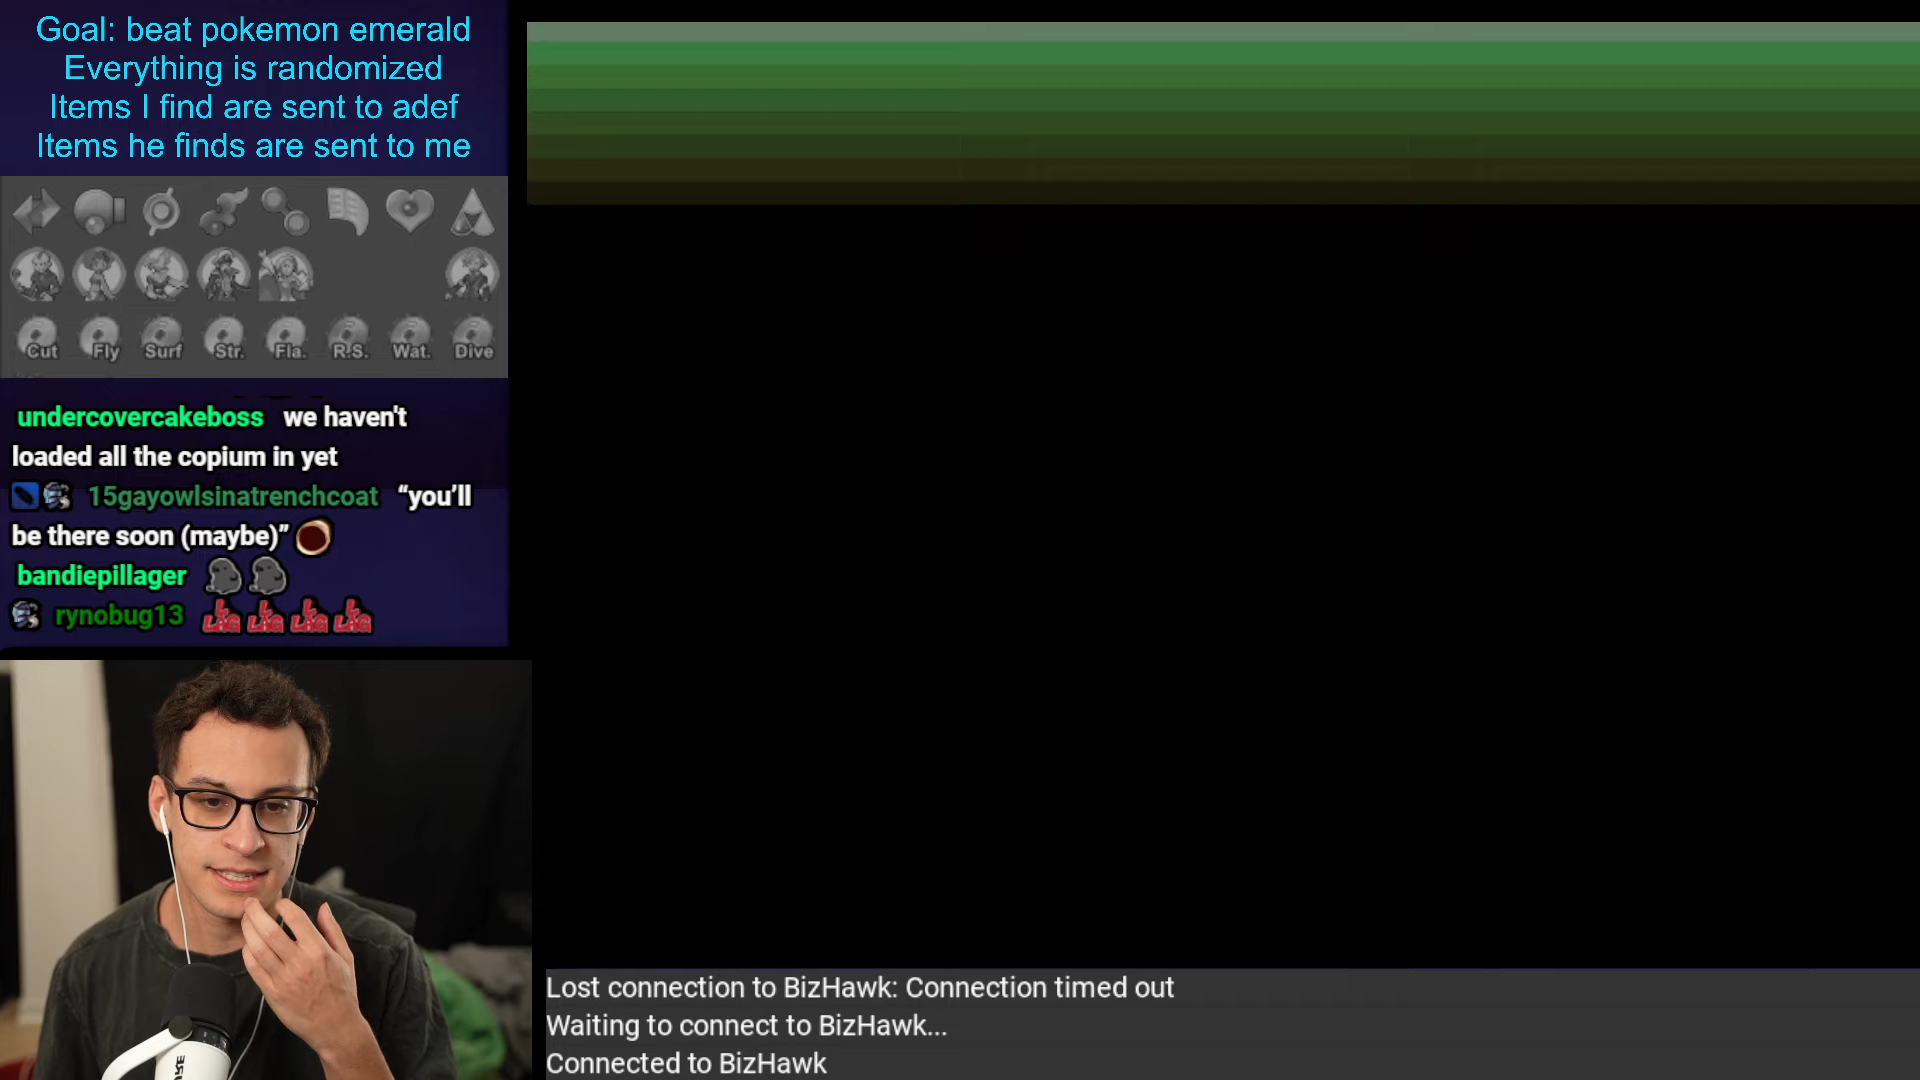 Goal: beat pokemon emerald
Everything is randomized
Items I find are sent to adef
Items he finds are sent to me
Cut Fly Surf Str. Fla. R.S. Wat. Dive
undercovercakeboss we haven't
loaded all the copium in yet
15gayowlsinatrenchcoat “you’ll
be there soon (maybe)”
bandiepillager
rynobug13
Lost connection to BizHawk: Connection timed out
Waiting to connect to BizHawk...
Connected to BizHawk